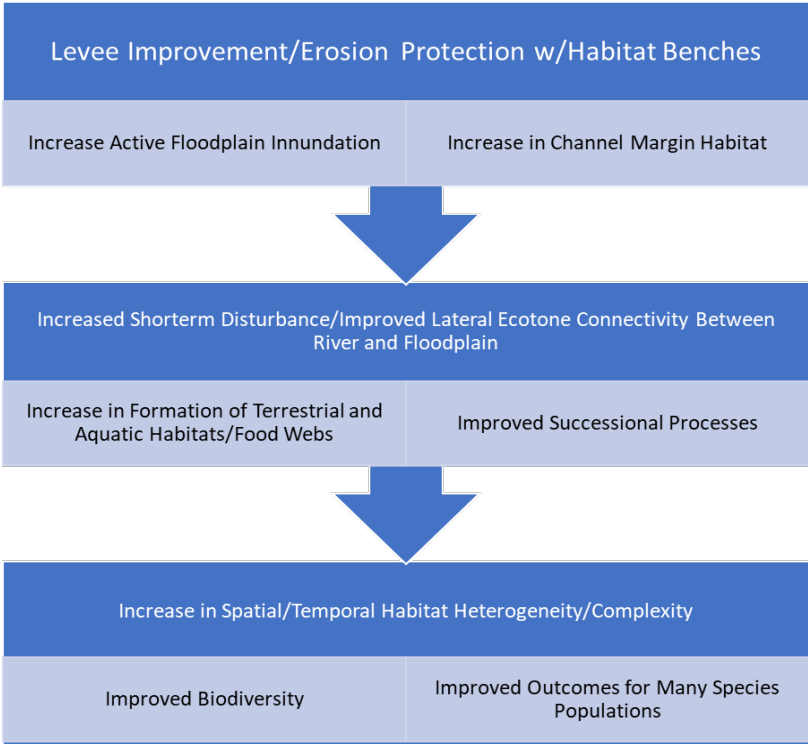 Levee Improvement/Erosion Protection w/Habitat Benches
Increase Active Floodplain Innundation
Increase in Channel Margin Habitat
Increased Shorterm Disturbance/Improved Lateral Ecotone Connectivity Between
River and Floodplain
Increase in Formation of Terrestrial and
Aquatic Habitats/Food Webs
Improved Successional Processes
Increase in Spatial/Temporal Habitat Heterogeneity/Complexity
Improved Biodiversity
Improved Outcomes for Many Species
Populations